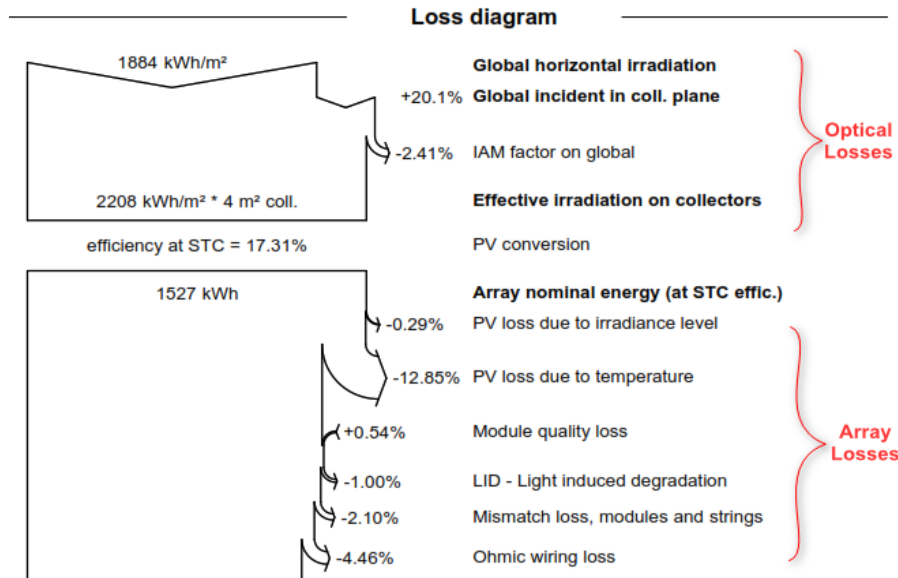 Loss diagram
1884 kWh/m²
Global horizontal irradiation
+20.1% Global incident in coll. plane
Optical
Losses
-2.41% IAM factor on global
2208 kWh/m² * 4 m² coll.
Effective irradiation on collectors
efficiency at STC = 17.31%
PV conversion
1527 kWh
Array nominal energy (at STC effic.)
-0.29% PV loss due to irradiance level
-12.85% PV loss due to temperature
+0.54% Module quality loss
Array
Losses
-1.00% LID - Light induced degradation
-2.10% Mismatch loss, modules and strings
-4.46% Ohmic wiring loss